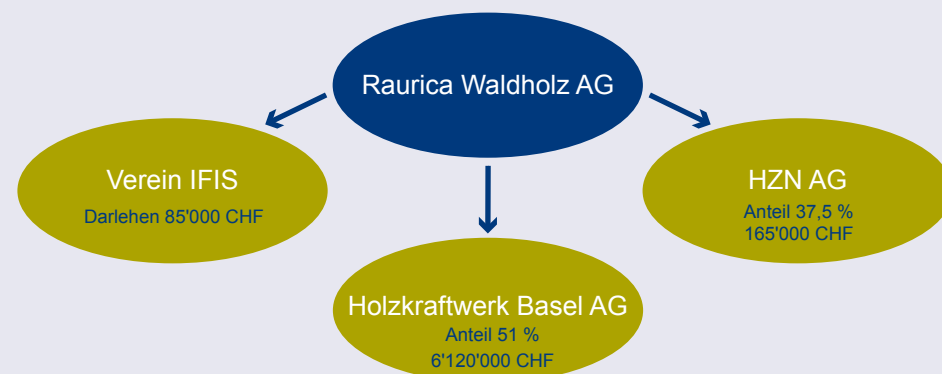 Raurica Waldholz AG
Verein IFIS
Darlehen 85'000 CHF
HZN AG
Anteil 37,5 %
165'000 CHF
Holzkraftwerk Basel AG
Anteil 51 %
6'120'000 CHF